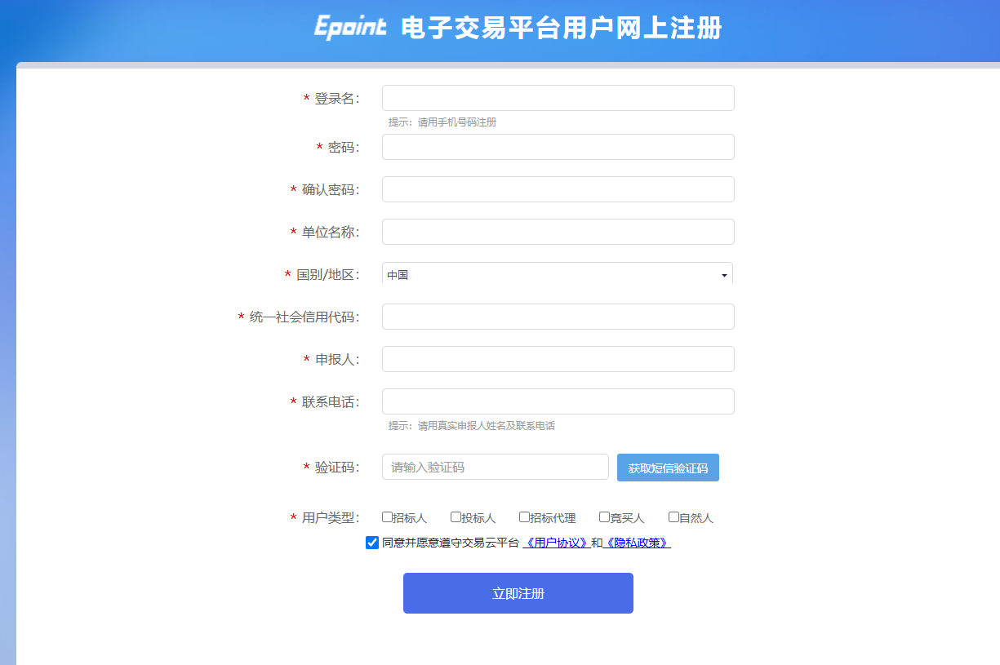 Epoint 电子交易平台用户网上注册
* 登录名：
提示：请用手机号码注册
* 密码：
* 确认密码：
* 单位名称：
* 国别/地区： 中国
* 统一社会信用代码：
* 申报人：
* 联系电话：
提示：请用真实申报人姓名及联系电话
* 验证码： 请输入验证码 获取短信验证码
* 用户类型： 招标人 投标人 招标代理 竞买人 自然人
同意并愿意遵守交易云平台 《用户协议》和《隐私政策》
立即注册